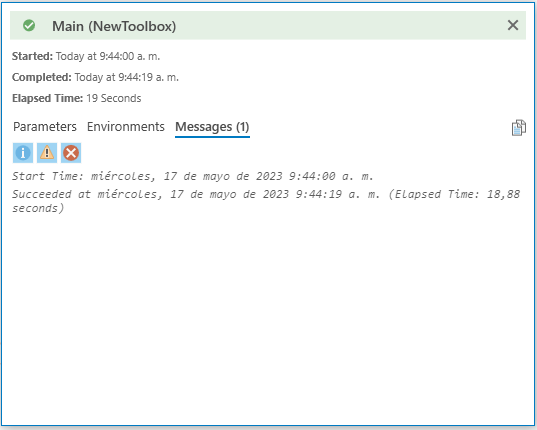 Main (NewToolbox)
Started: Today at 9:44:00 a. m.
Completed: Today at 9:44:19 a. m.
Elapsed Time: 19 Seconds
Parameters Environments Messages (1)
Start Time: miércoles, 17 de mayo de 2023 9:44:00 a. m.
Succeeded at miércoles, 17 de mayo de 2023 9:44:19 a. m. (Elapsed Time: 18,88
seconds)